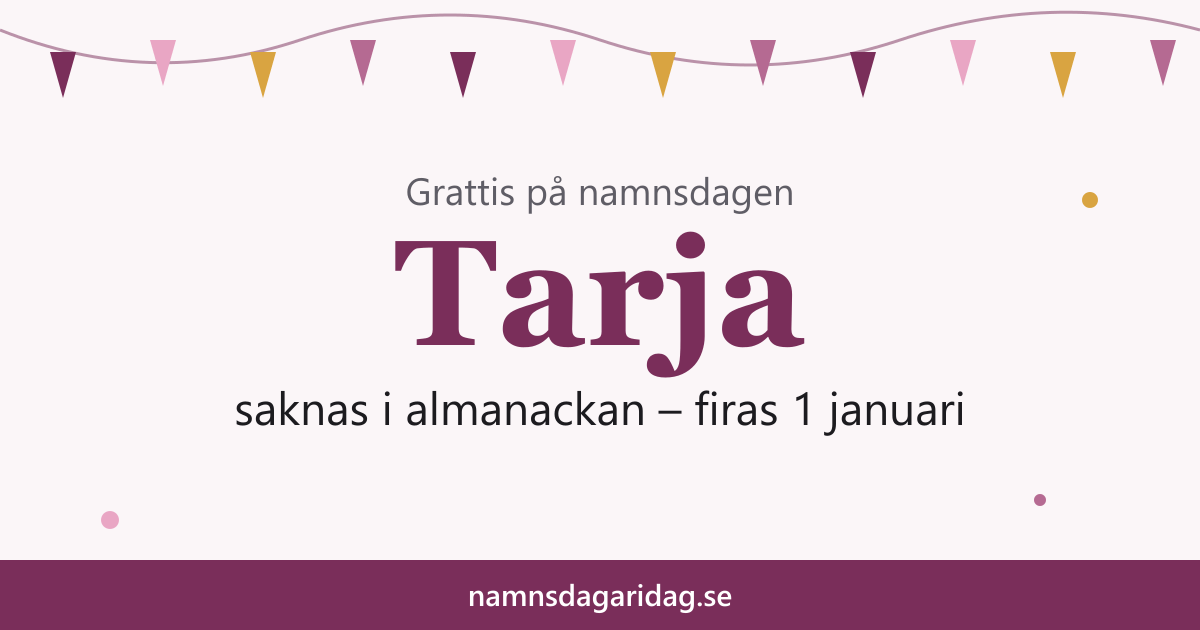 Grattis på namnsdagen
Tarja
saknas i almanackan – firas 1 januari
namnsdagaridag.se